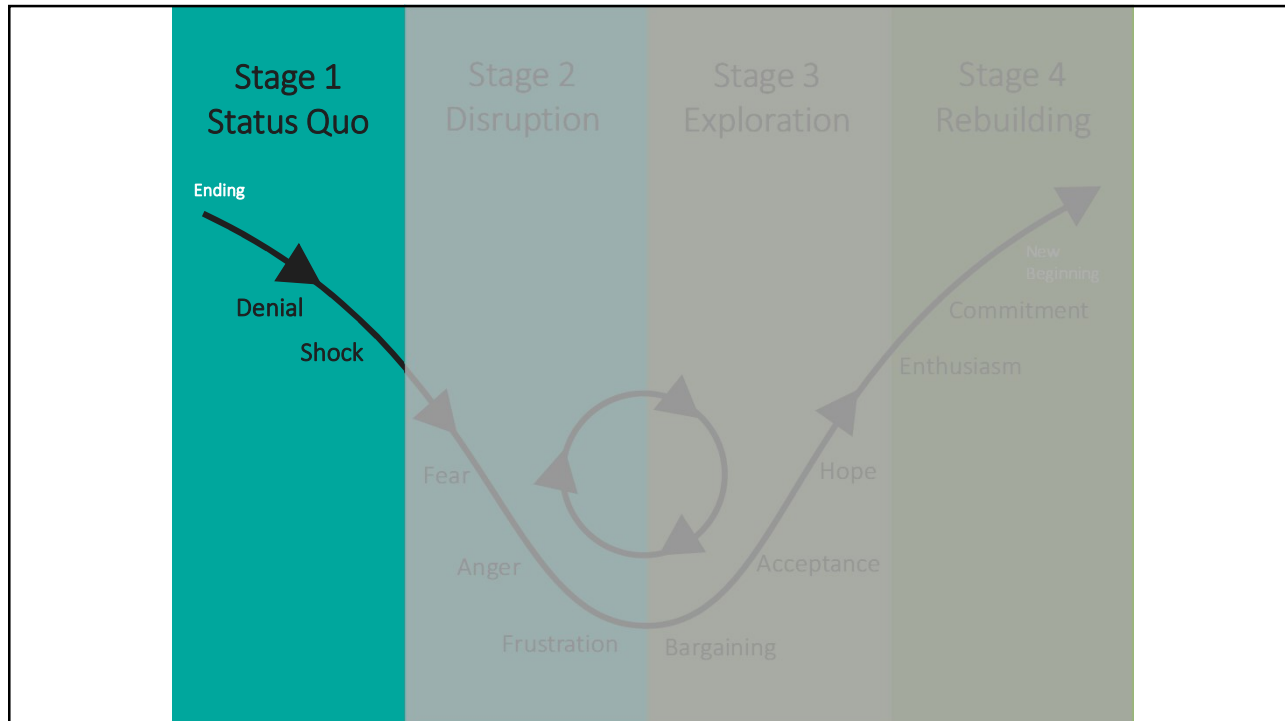 Stage 1
Status Quo
Stage 2
Disruption
Stage 3
Exploration
Stage 4
Rebuilding
Ending
Denial
Shock
Fear
Anger
Frustration
Bargaining
Acceptance
Hope
Enthusiasm
Commitment
New
Beginning